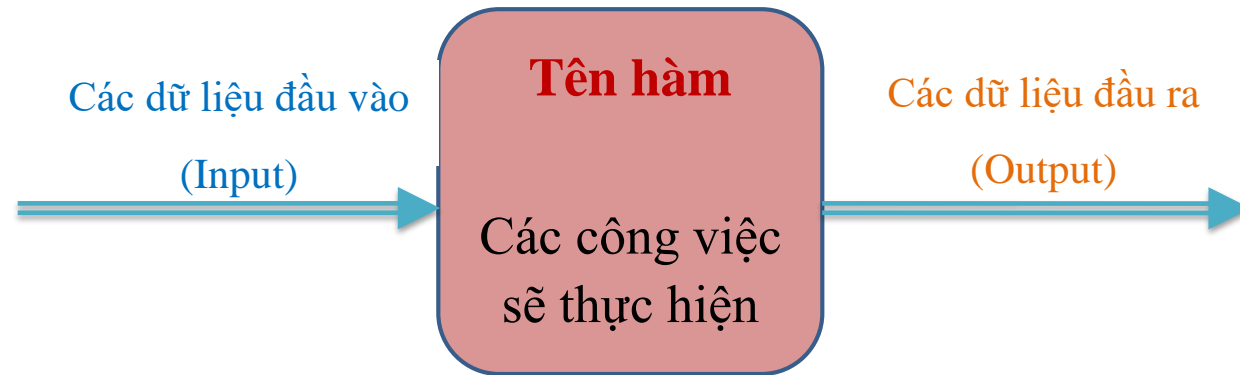 Các dữ liệu đầu vào
(Input)
Tên hàm
Các công việc
sẽ thực hiện
Các dữ liệu đầu ra
(Output)